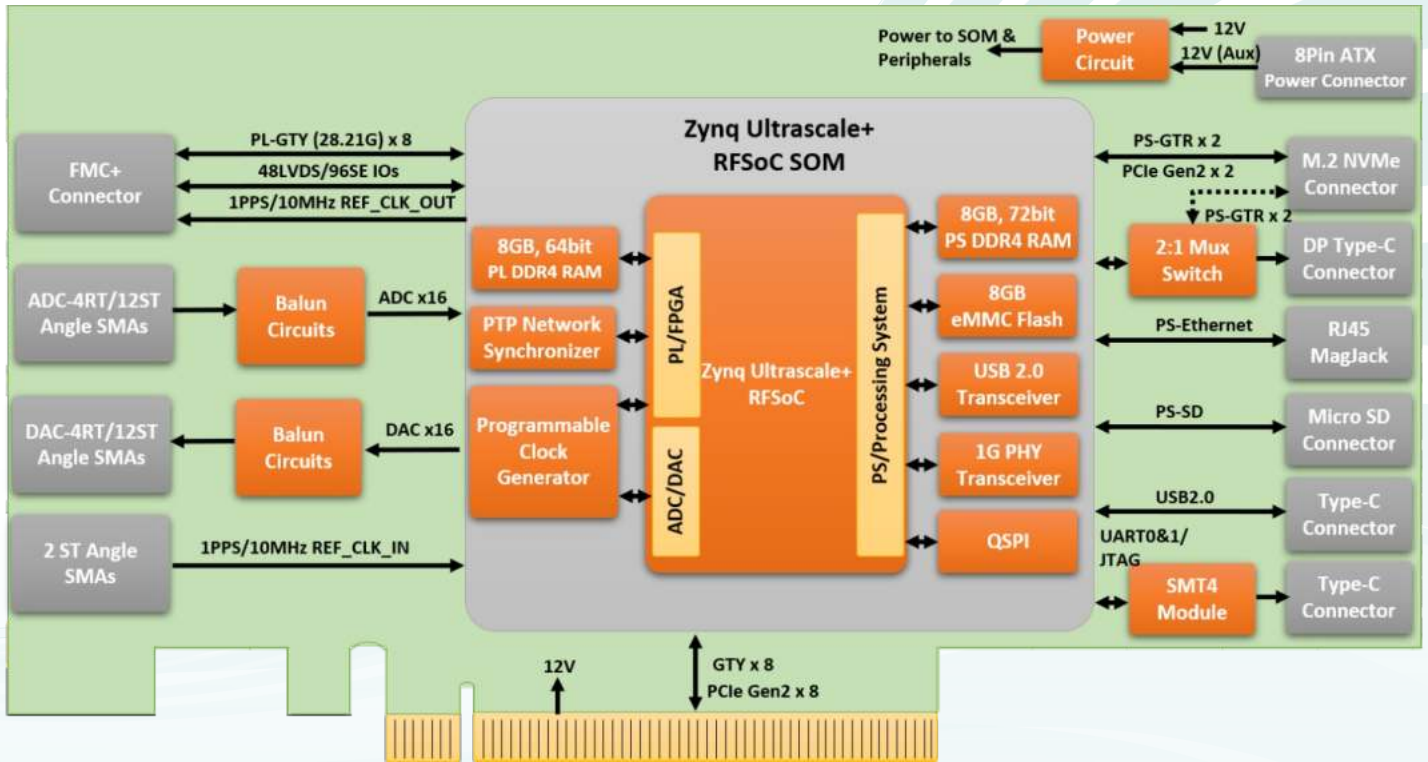 Power to SOM &
Peripherals
Power
Circuit
12V
12V (Aux)
8Pin ATX
Power Connector
Zynq Ultrascale+
RFSoC SOM
FMC+
Connector
PL-GTY (28.21G) x 8
48LVDS/96SE IOs
1PPS/10MHz REF_CLK_OUT
ADC-4RT/12ST
Angle SMAs
Balun
Circuits
ADC x16
DAC-4RT/12ST
Angle SMAs
Balun
Circuits
DAC x16
2 ST Angle
SMAs
1PPS/10MHz REF_CLK_IN
8GB, 64bit
PL DDR4 RAM
PTP Network
Synchronizer
Programmable
Clock
Generator
PL/FPGA
ADC/DAC
Zynq Ultrascale+
RFSoC
PS/Processing System
8GB, 72bit
PS DDR4 RAM
8GB
eMMC Flash
USB 2.0
Transceiver
1G PHY
Transceiver
QSPI
PS-GTR x 2
PCIe Gen2 x 2
M.2 NVMe
Connector
PS-GTR x 2
2:1 Mux
Switch
DP Type-C
Connector
PS-Ethernet
RJ45
MagJack
PS-SD
Micro SD
Connector
USB2.0
Type-C
Connector
UART0&1/
JTAG
SMT4
Module
Type-C
Connector
12V
GTY x 8
PCIe Gen2 x 8